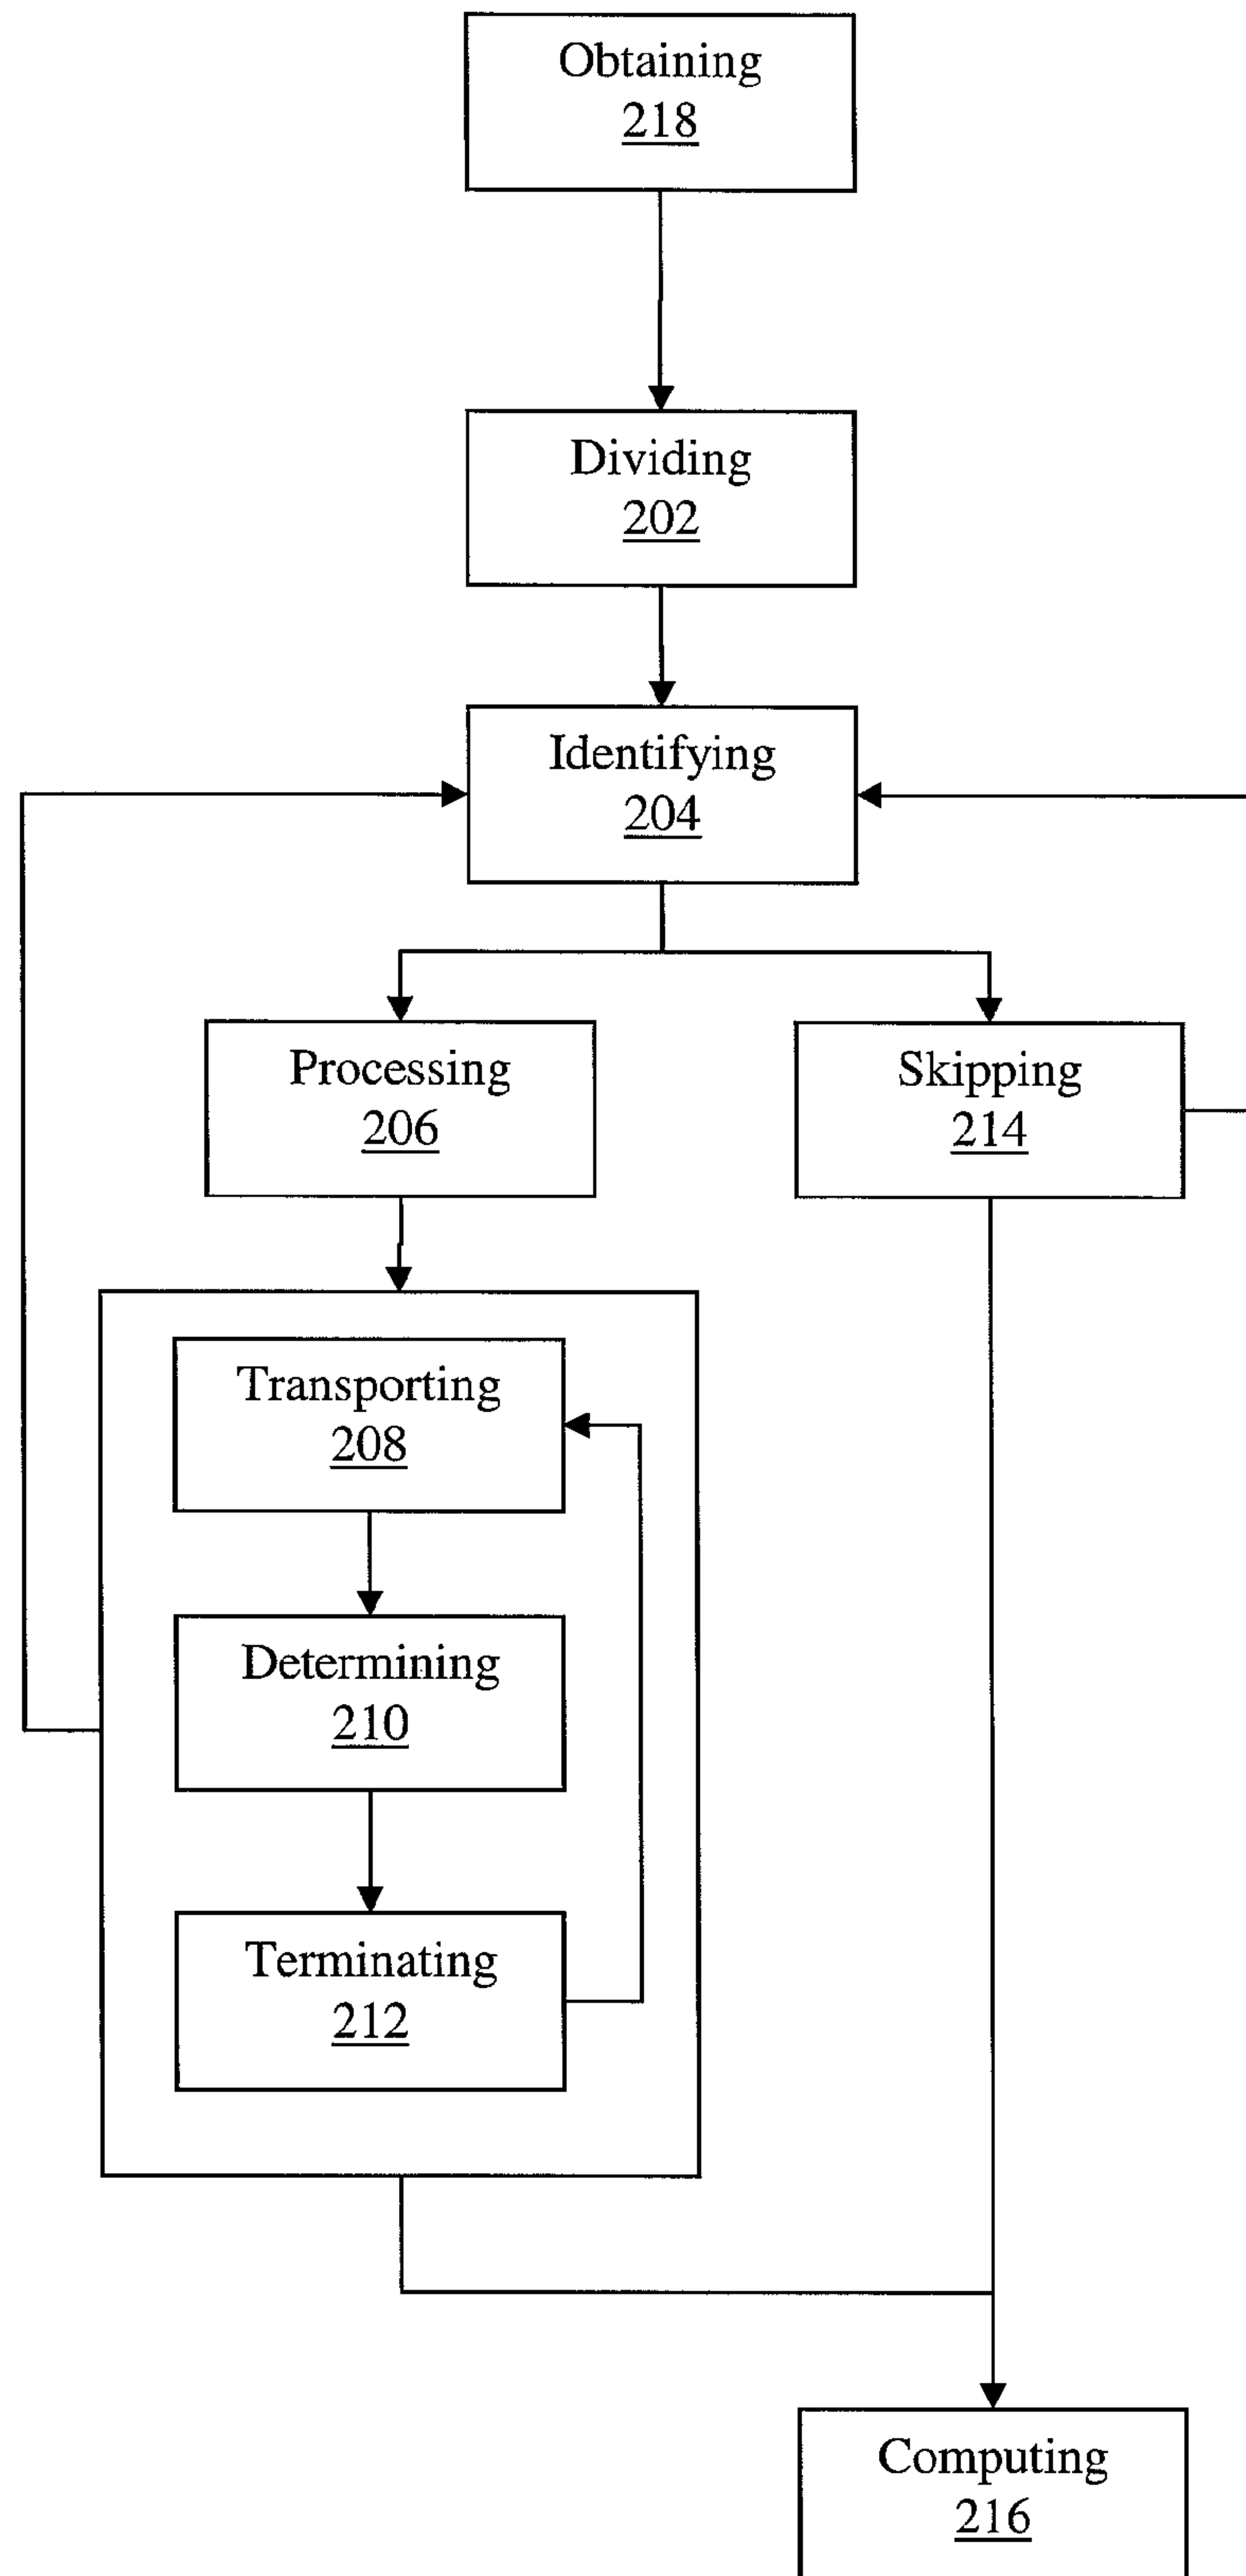 Obtaining
218
Dividing
202
Identifying
204
Processing
206
Skipping
214
Transporting
208
Determining
210
Terminating
212
Computing
216